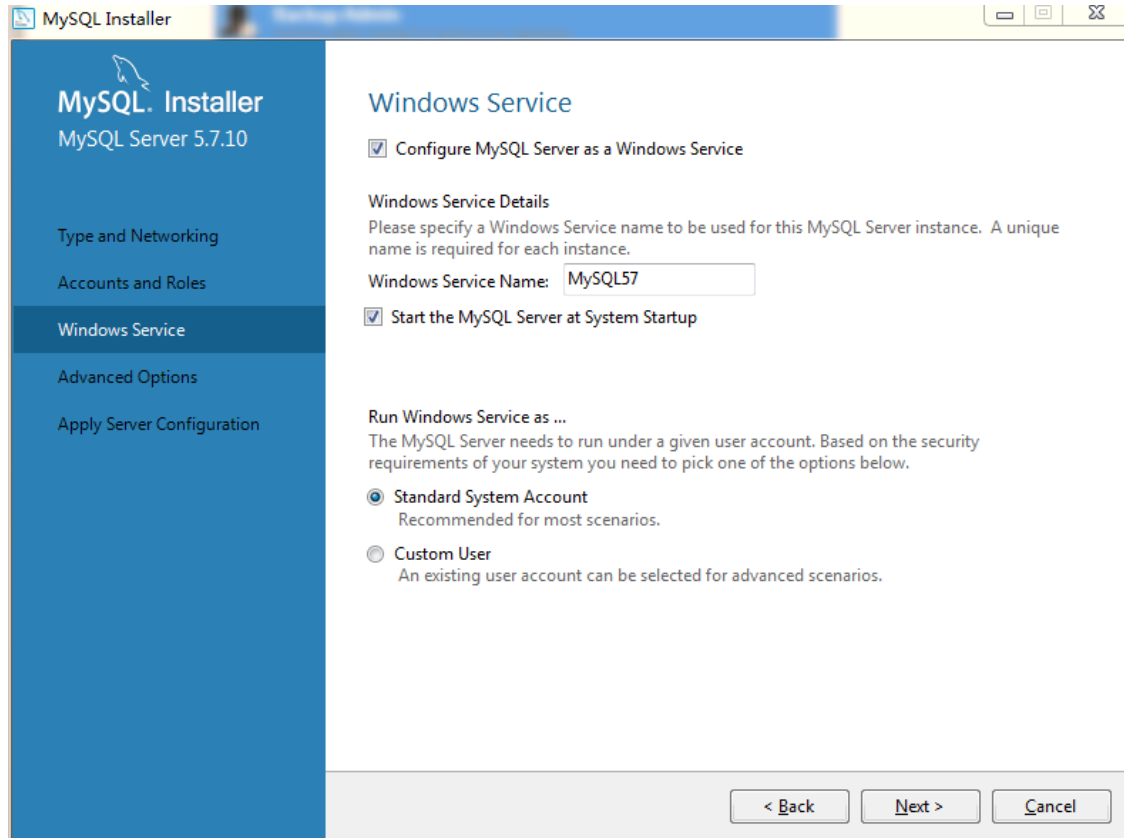 MySQL Installer
Backup Admin
MySQL. Installer
MySQL Server 5.7.10
Type and Networking
Accounts and Roles
Windows Service
Advanced Options
Apply Server Configuration
Windows Service
Configure MySQL Server as a Windows Service
Windows Service Details
Please specify a Windows Service name to be used for this MySQL Server instance. A unique
name is required for each instance.
Windows Service Name: MySQL57
Start the MySQL Server at System Startup
Run Windows Service as ...
The MySQL Server needs to run under a given user account. Based on the security
requirements of your system you need to pick one of the options below.
Standard System Account
Recommended for most scenarios.
Custom User
An existing user account can be selected for advanced scenarios.
< Back
Next >
Cancel